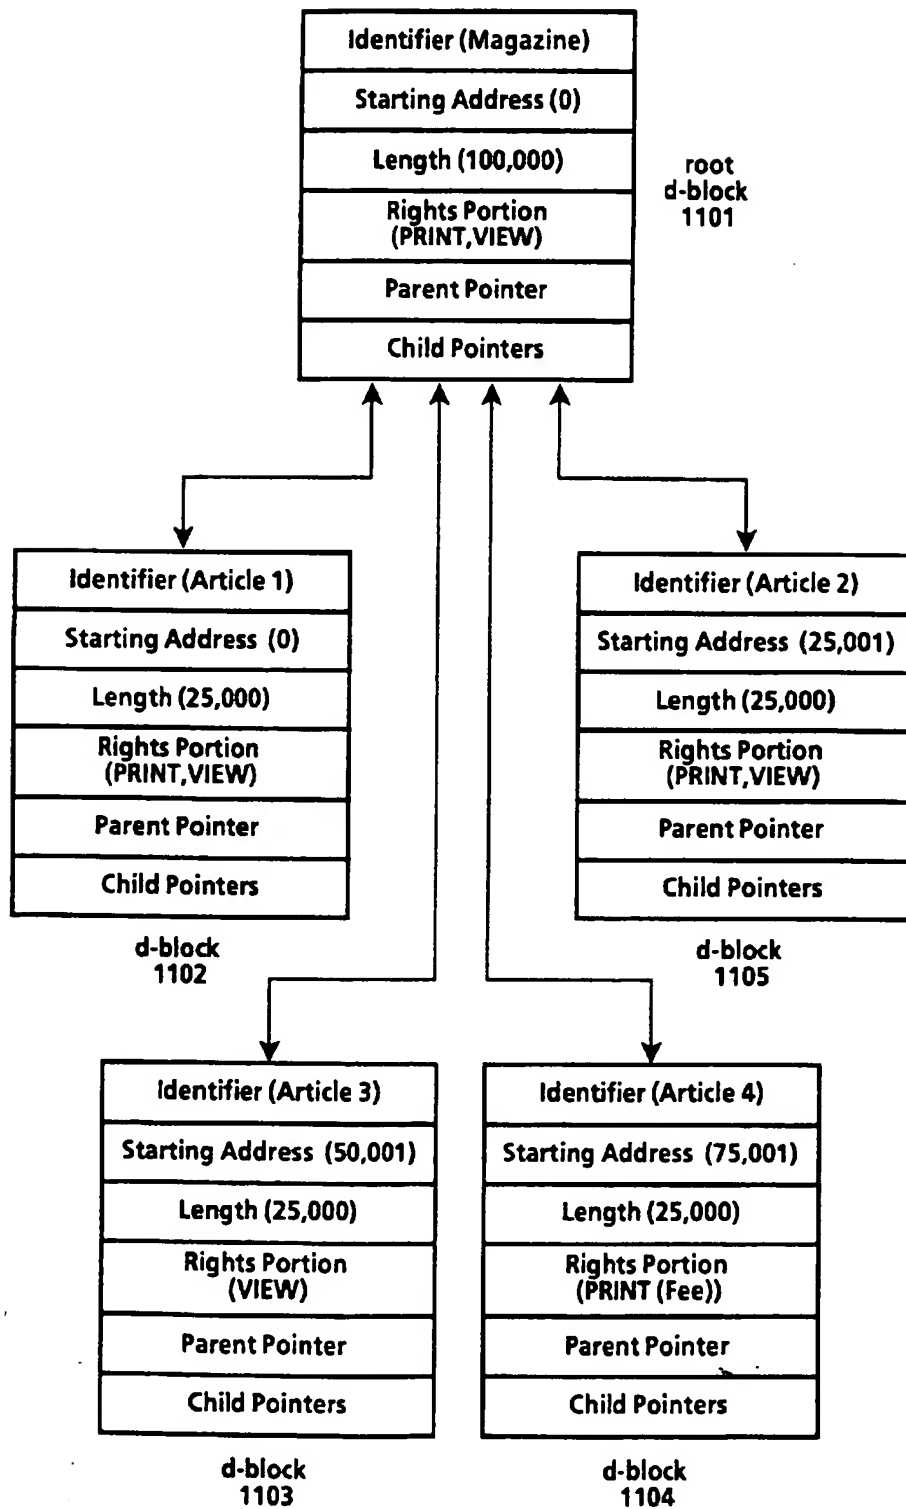 Identifier (Magazine)
Starting Address (0)
Length (100,000)
Rights Portion
(PRINT,VIEW)
Parent Pointer
Child Pointers
root
d-block
1101
Identifier (Article 1)
Starting Address (0)
Length (25,000)
Rights Portion
(PRINT,VIEW)
Parent Pointer
Child Pointers
d-block
1102
Identifier (Article 2)
Starting Address (25,001)
Length (25,000)
Rights Portion
(PRINT,VIEW)
Parent Pointer
Child Pointers
d-block
1105
Identifier (Article 3)
Starting Address (50,001)
Length (25,000)
Rights Portion
(VIEW)
Parent Pointer
Child Pointers
d-block
1103
Identifier (Article 4)
Starting Address (75,001)
Length (25,000)
Rights Portion
(PRINT (Fee))
Parent Pointer
Child Pointers
d-block
1104